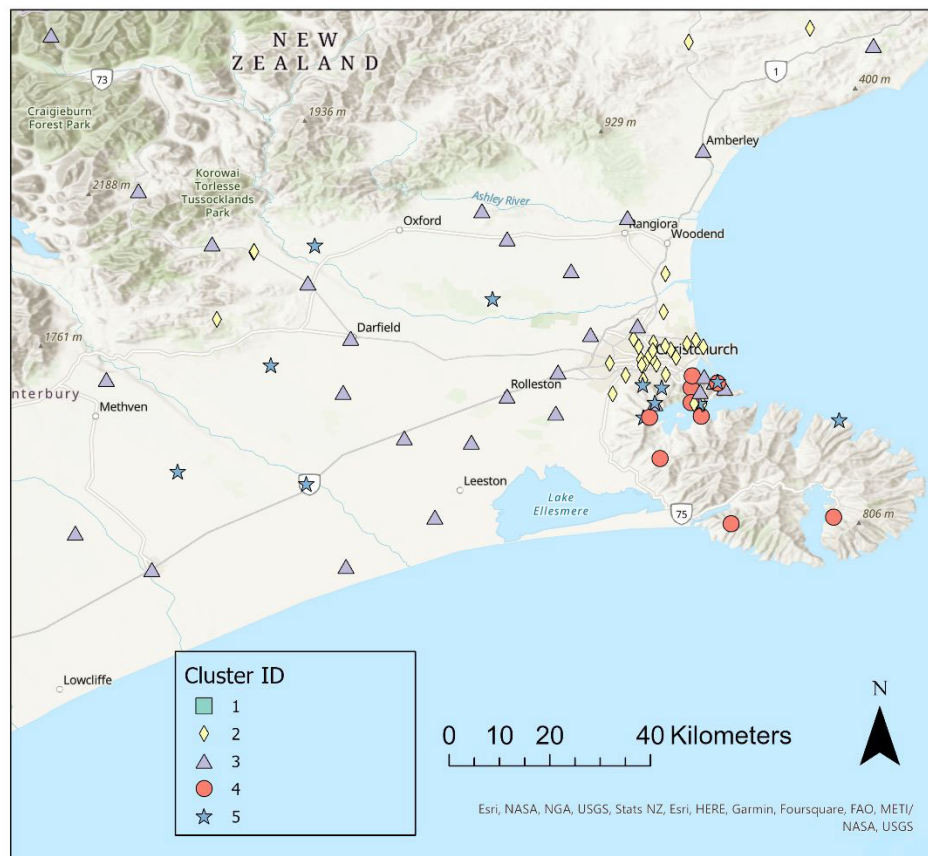 NEW
ZEALAND
73
1
400 m
Craigieburn
Forest Park
1936 m
929 m
Amberley
Korowai
Torlesse
Tussocklands
Park
2188 m
Ashley River
Oxford
Rangiora
Woodend
1761 m
Darfield
Christchurch
nterbury
Rolleston
Methven
Leeston
Lake
Ellesmere
75
806 m
Lowcliffe
Cluster ID
1
2
3
4
5
0 10 20 40 Kilometers
N
Esri, NASA, NGA, USGS, Stats NZ, Esri, HERE, Garmin, Foursquare, FAO, METI/
NASA, USGS